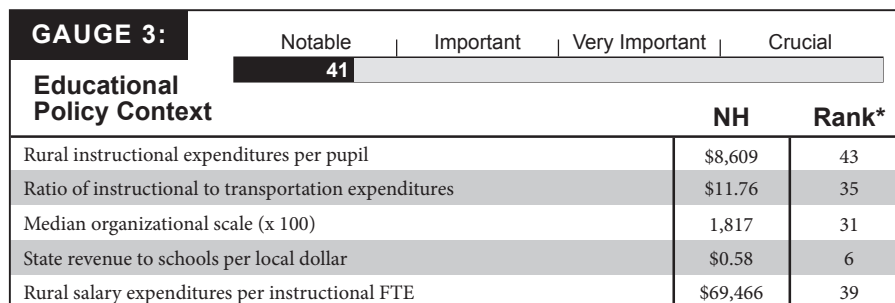 GAUGE 3:
Notable | Important | Very Important | Crucial
41
Educational
Policy Context
NH Rank*
Rural instructional expenditures per pupil $8,609 43
Ratio of instructional to transportation expenditures $11.76 35
Median organizational scale (x 100) 1,817 31
State revenue to schools per local dollar $0.58 6
Rural salary expenditures per instructional FTE $69,466 39